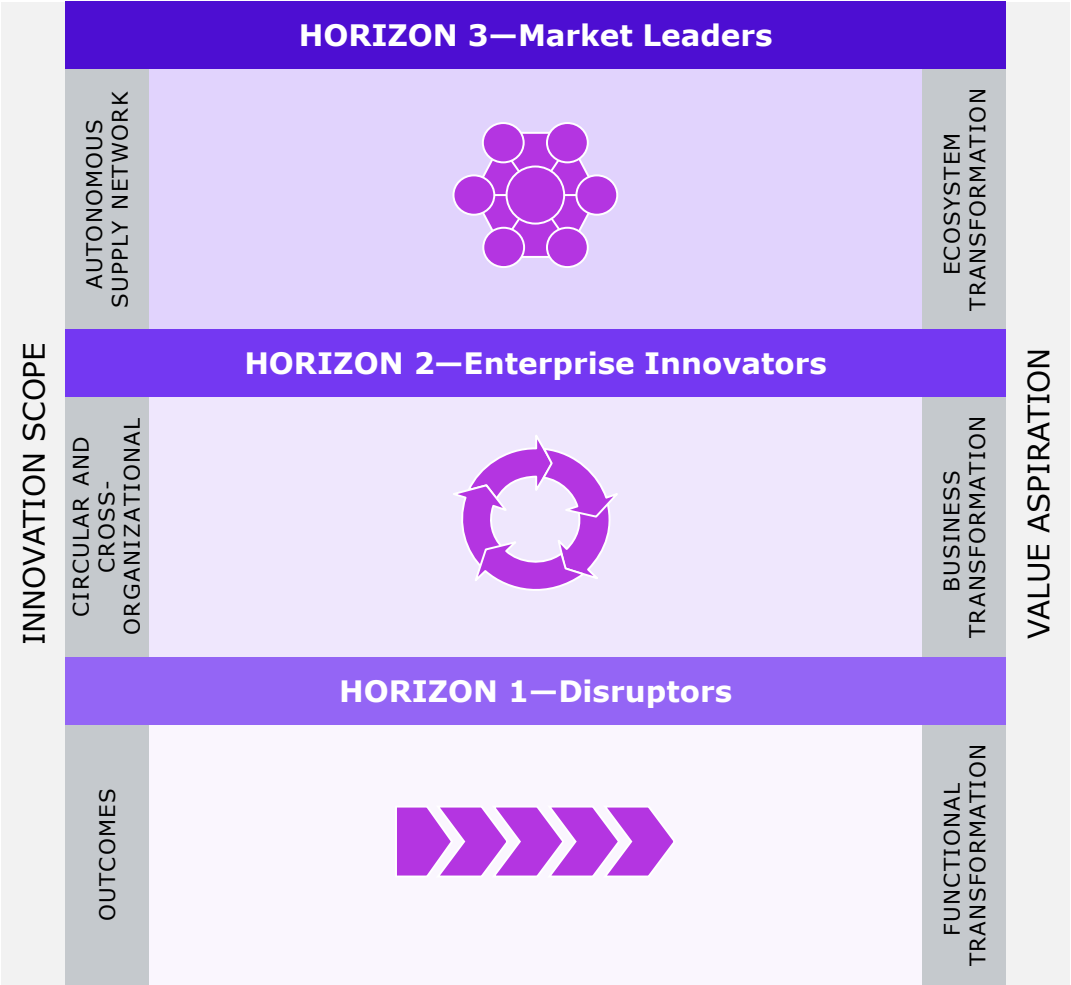 HORIZON 3—Market Leaders
AUTONOMOUS
SUPPLY NETWORK
ECOSYSTEM
TRANSFORMATION
INNOVATION SCOPE
HORIZON 2—Enterprise Innovators
CIRCULAR AND
CROSS-
ORGANIZATIONAL
BUSINESS
TRANSFORMATION
VALUE ASPIRATION
HORIZON 1—Disruptors
OUTCOMES
FUNCTIONAL
TRANSFORMATION